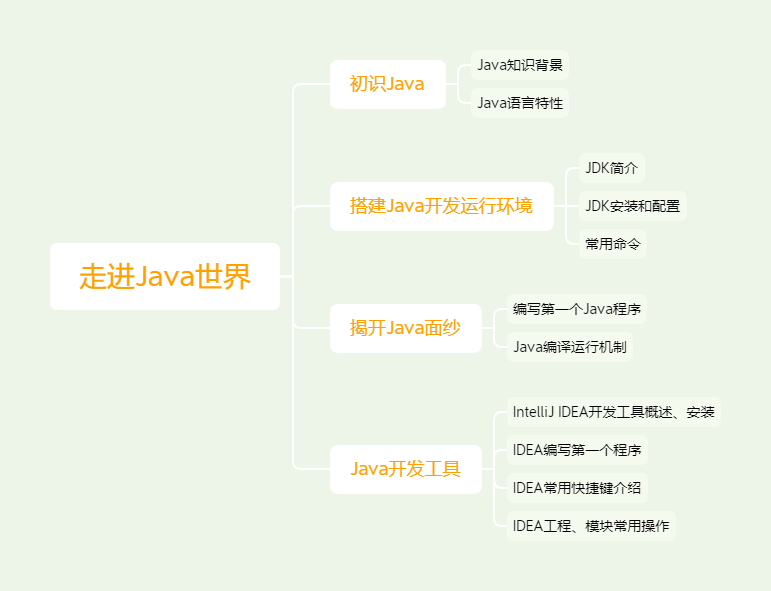 走进Java世界
初识Java
Java知识背景
Java语言特性
搭建Java开发运行环境
JDK简介
JDK安装和配置
常用命令
揭开Java面纱
编写第一个Java程序
Java编译运行机制
Java开发工具
IntelliJ IDEA开发工具概述、安装
IDEA编写第一个程序
IDEA常用快捷键介绍
IDEA工程、模块常用操作